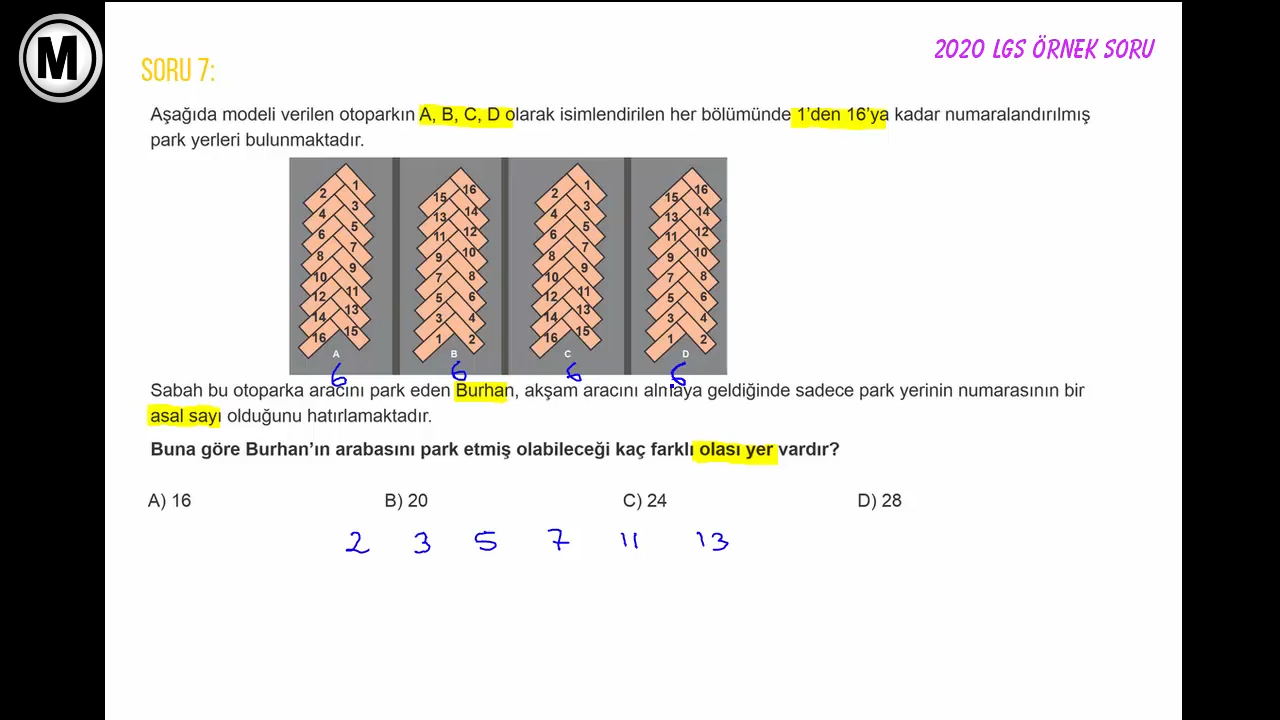 M
2020 LGS ÖRNEK SORU
SORU 7:
Aşağıda modeli verilen otoparkın A, B, C, D olarak isimlendirilen her bölümünde 1'den 16'ya kadar numaralandırılmış
park yerleri bulunmaktadır.
2 1 15 16 2 1 15 16
4 3 13 14 4 3 13 14
6 5 11 12 6 5 11 12
8 7 9 10 8 7 9 10
10 9 7 8 10 9 7 8
12 11 5 6 12 11 5 6
14 13 3 4 14 13 3 4
16 15 1 2 16 15 1 2
A B C D
6 6 6 6
Sabah bu otoparka aracını park eden Burhan, akşam aracını almaya geldiğinde sadece park yerinin numarasının bir
asal sayı olduğunu hatırlamaktadır.
Buna göre Burhan'ın arabasını park etmiş olabileceği kaç farklı olası yer vardır?
A) 16 B) 20 C) 24 D) 28
2 3 5 7 11 13